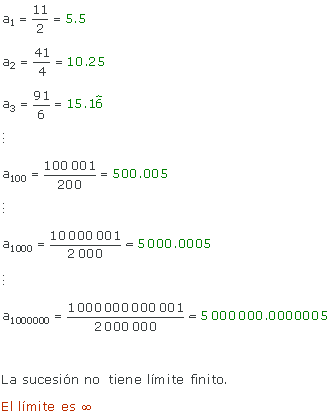 a₁ = 11/2 = 5.5
a₂ = 41/4 = 10.25
a₃ = 91/6 = 15.16̃
⋮
a₁₀₀ = 100 001/200 = 500.005
⋮
a₁₀₀₀ = 10 000 001/2 000 = 5 000.0005
⋮
a₁₀₀₀₀₀₀ = 10 000 000 000 001/2 000 000 = 5 000 000.0000005
La sucesión no tiene límite finito.
El límite es ∞